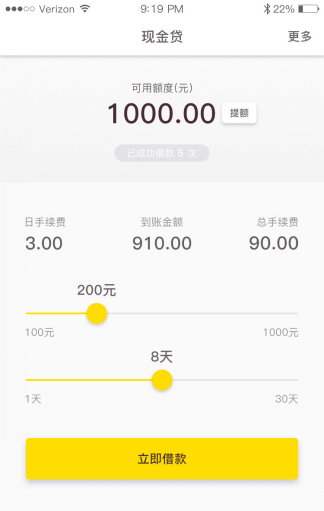 Verizon 9:19 PM 22%
现金贷 更多
可用额度(元)
1000.00 提额
已成功借款 5 次
日手续费 到账金额 总手续费
3.00 910.00 90.00
200元
100元 1000元
8天
1天 30天
立即借款